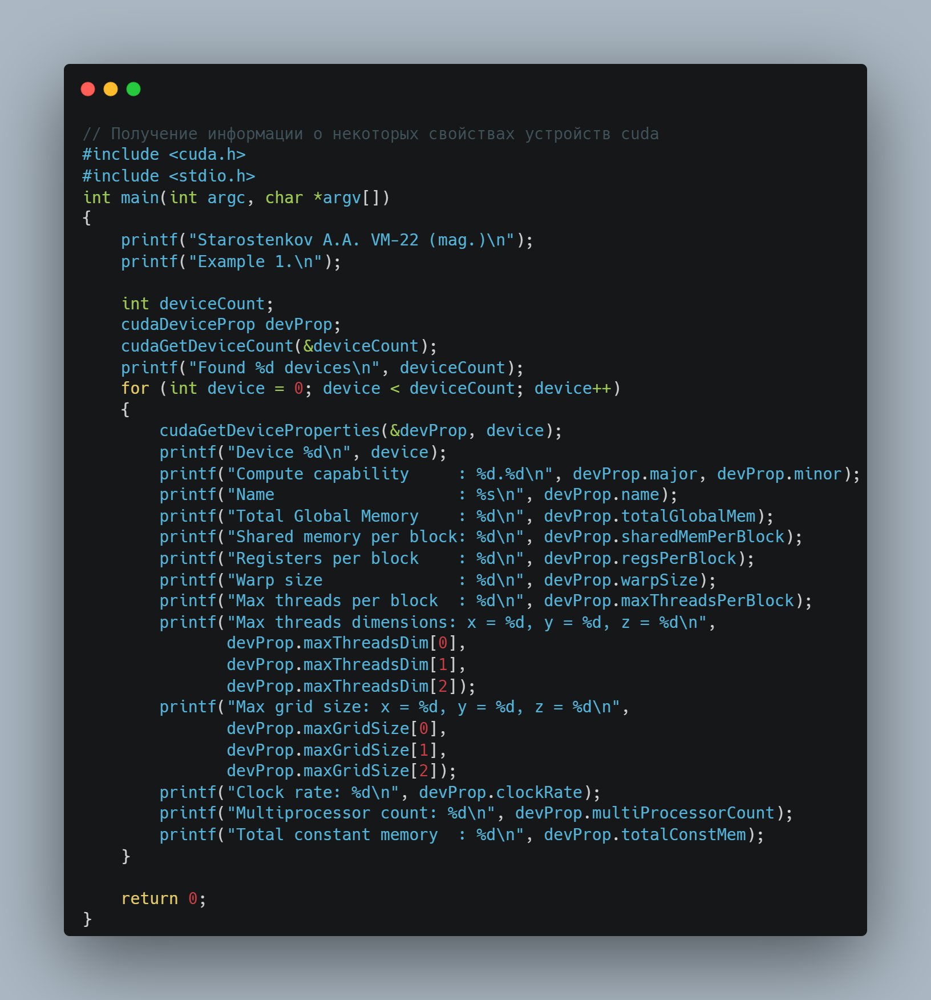 // Получение информации о некоторых свойствах устройств cuda
#include <cuda.h>
#include <stdio.h>
int main(int argc, char *argv[])
{
    printf("Starostenkov A.A. VM-22 (mag.)\n");
    printf("Example 1.\n");

    int deviceCount;
    cudaDeviceProp devProp;
    cudaGetDeviceCount(&deviceCount);
    printf("Found %d devices\n", deviceCount);
    for (int device = 0; device < deviceCount; device++)
    {
        cudaGetDeviceProperties(&devProp, device);
        printf("Device %d\n", device);
        printf("Compute capability     : %d.%d\n", devProp.major, devProp.minor);
        printf("Name                   : %s\n", devProp.name);
        printf("Total Global Memory    : %d\n", devProp.totalGlobalMem);
        printf("Shared memory per block: %d\n", devProp.sharedMemPerBlock);
        printf("Registers per block    : %d\n", devProp.regsPerBlock);
        printf("Warp size              : %d\n", devProp.warpSize);
        printf("Max threads per block  : %d\n", devProp.maxThreadsPerBlock);
        printf("Max threads dimensions: x = %d, y = %d, z = %d\n",
               devProp.maxThreadsDim[0],
               devProp.maxThreadsDim[1],
               devProp.maxThreadsDim[2]);
        printf("Max grid size: x = %d, y = %d, z = %d\n",
               devProp.maxGridSize[0],
               devProp.maxGridSize[1],
               devProp.maxGridSize[2]);
        printf("Clock rate: %d\n", devProp.clockRate);
        printf("Multiprocessor count: %d\n", devProp.multiProcessorCount);
        printf("Total constant memory  : %d\n", devProp.totalConstMem);
    }

    return 0;
}